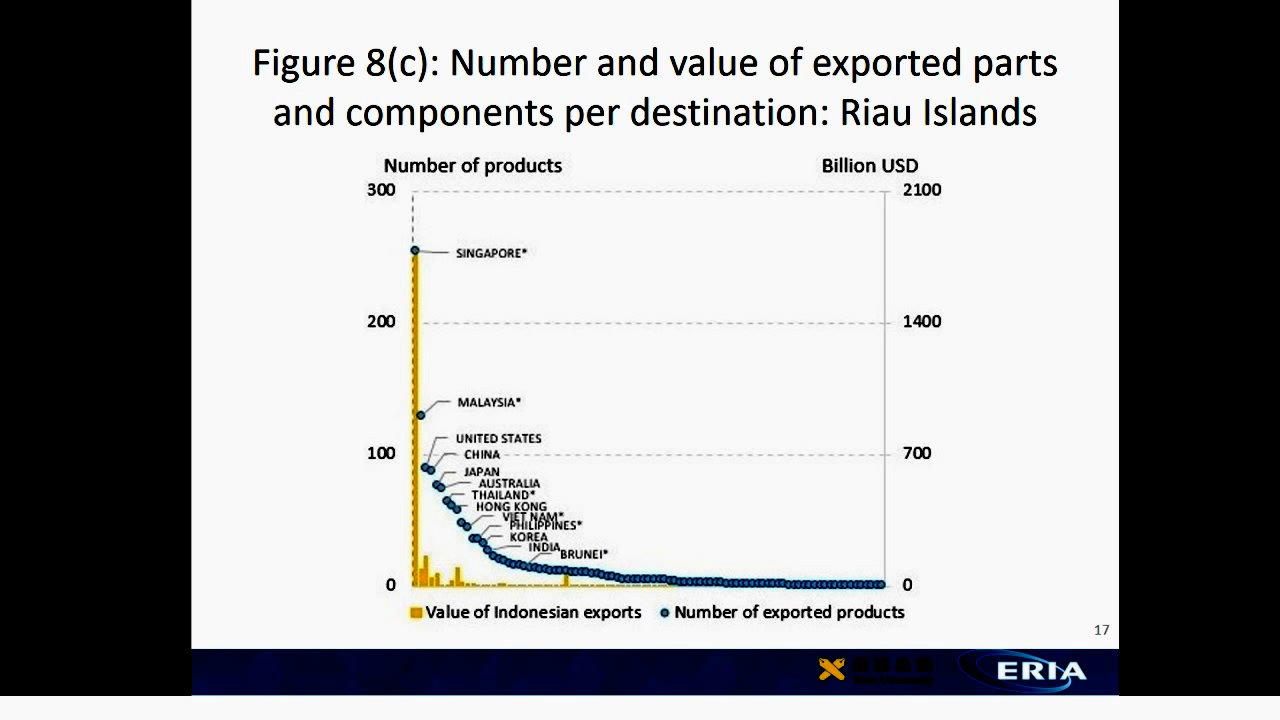 Figure 8(c): Number and value of exported parts
and components per destination: Riau Islands
Number of products
Billion USD
300
2100
SINGAPORE*
200
1400
MALAYSIA*
UNITED STATES
100
CHINA
700
JAPAN
AUSTRALIA
THAILAND*
HONG KONG
VIET NAM*
PHILIPPINES*
KOREA
INDIA
BRUNEI*
0
0
Value of Indonesian exports
Number of exported products
17
ERIA